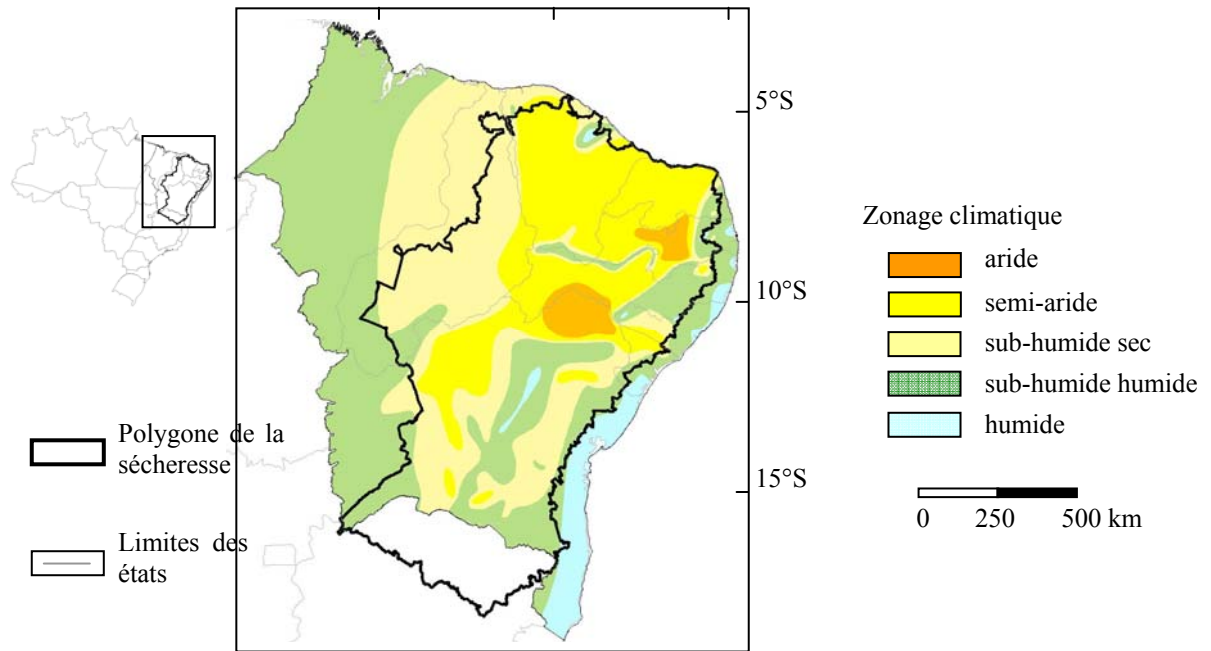 5°S
10°S
15°S
Zonage climatique
aride
semi-aride
sub-humide sec
sub-humide humide
humide
Polygone de la
sécheresse
Limites des
états
0 250 500 km